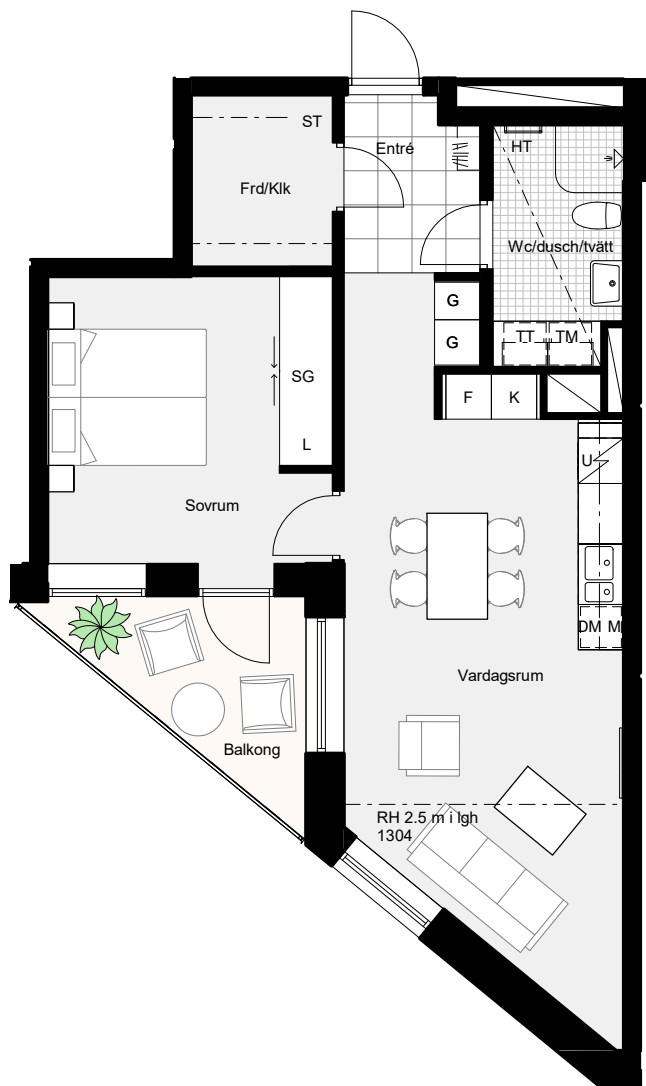 ST
HT
Entré
Frd/Klk
Wc/dusch/tvätt
G
TT TM
G
SG
F K
L
U
Sovrum
DM M
Vardagsrum
Balkong
RH 2.5 m i lgh
1304